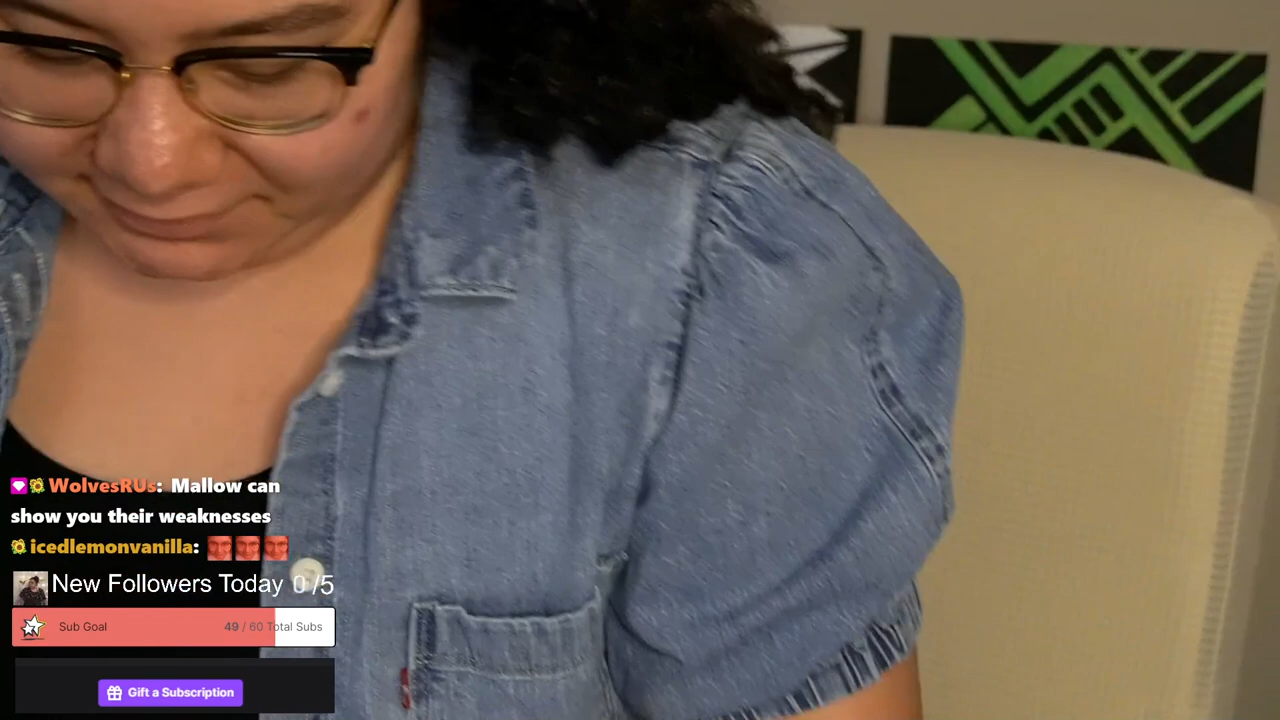 WolvesRUs: Mallow can
show you their weaknesses
icedlemonvanilla:
New Followers Today 0 /5
Sub Goal 49 / 60 Total Subs
Gift a Subscription